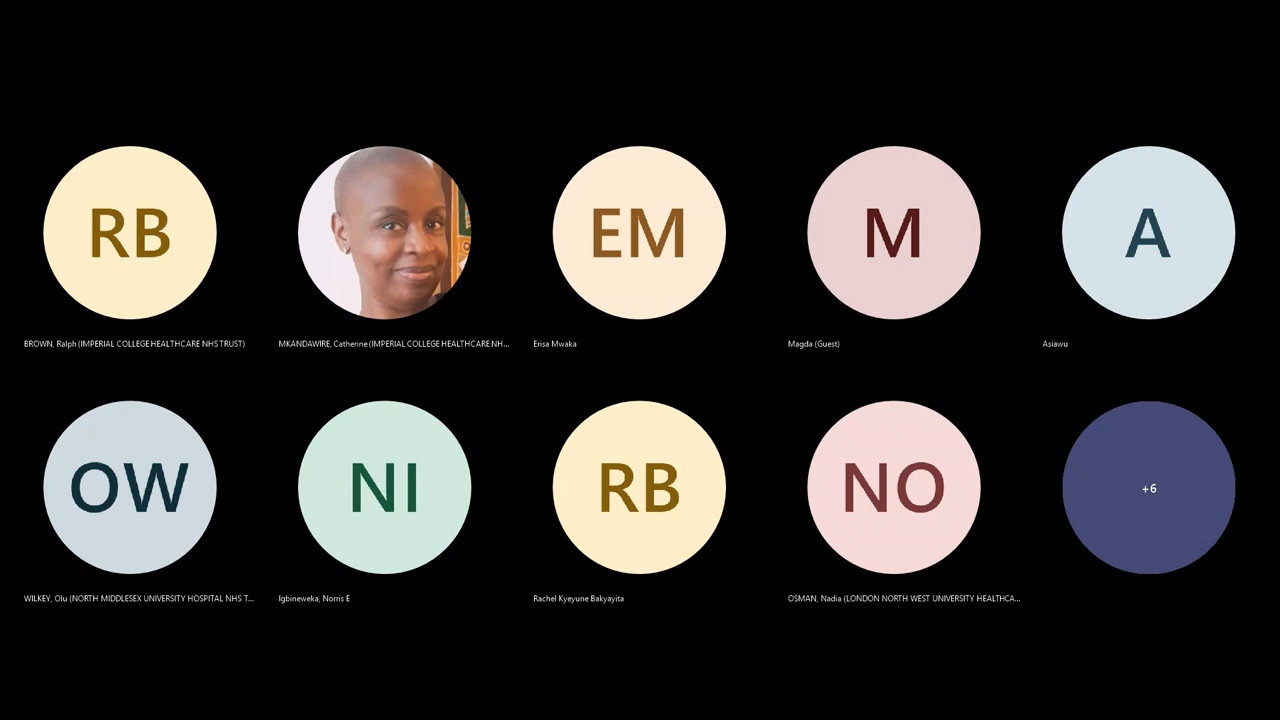 RB
EM
M
A
BROWN, Ralph (IMPERIAL COLLEGE HEALTHCARE NHS TRUST)
MKANDAWIRE, Catherine (IMPERIAL COLLEGE HEALTHCARE NH...
Erisa Mwaka
Magda (Guest)
Asiawu
OW
NI
RB
NO
+6
WILKEY, Olu (NORTH MIDDLESEX UNIVERSITY HOSPITAL NHS T...
Igbineweka, Norris E
Rachel Kyeyune Bakyayita
OSMAN, Nadia (LONDON NORTH WEST UNIVERSITY HEALTHCA...